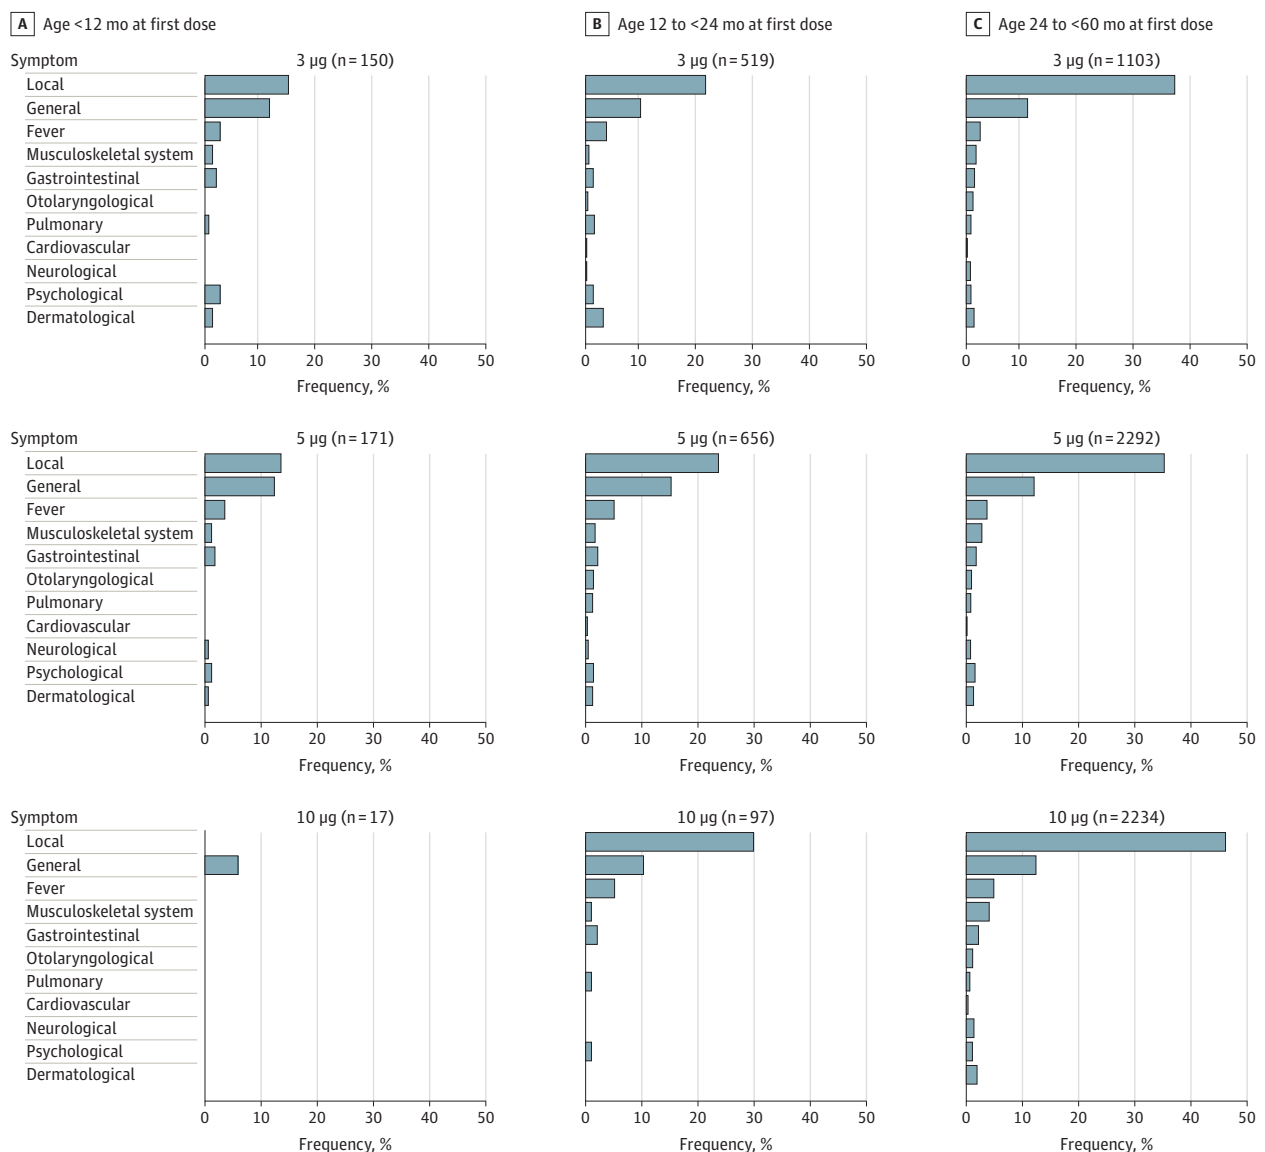 A Age <12 mo at first dose
B Age 12 to <24 mo at first dose
C Age 24 to <60 mo at first dose
Symptom
3 μg (n=150)
3 μg (n=519)
3 μg (n=1103)
Local
General
Fever
Musculoskeletal system
Gastrointestinal
Otolaryngological
Pulmonary
Cardiovascular
Neurological
Psychological
Dermatological
0 10 20 30 40 50
0 10 20 30 40 50
0 10 20 30 40 50
Frequency, %
Frequency, %
Frequency, %
Symptom
5 μg (n=171)
5 μg (n=656)
5 μg (n=2292)
Local
General
Fever
Musculoskeletal system
Gastrointestinal
Otolaryngological
Pulmonary
Cardiovascular
Neurological
Psychological
Dermatological
0 10 20 30 40 50
0 10 20 30 40 50
0 10 20 30 40 50
Frequency, %
Frequency, %
Frequency, %
Symptom
10 μg (n=17)
10 μg (n=97)
10 μg (n=2234)
Local
General
Fever
Musculoskeletal system
Gastrointestinal
Otolaryngological
Pulmonary
Cardiovascular
Neurological
Psychological
Dermatological
0 10 20 30 40 50
0 10 20 30 40 50
0 10 20 30 40 50
Frequency, %
Frequency, %
Frequency, %